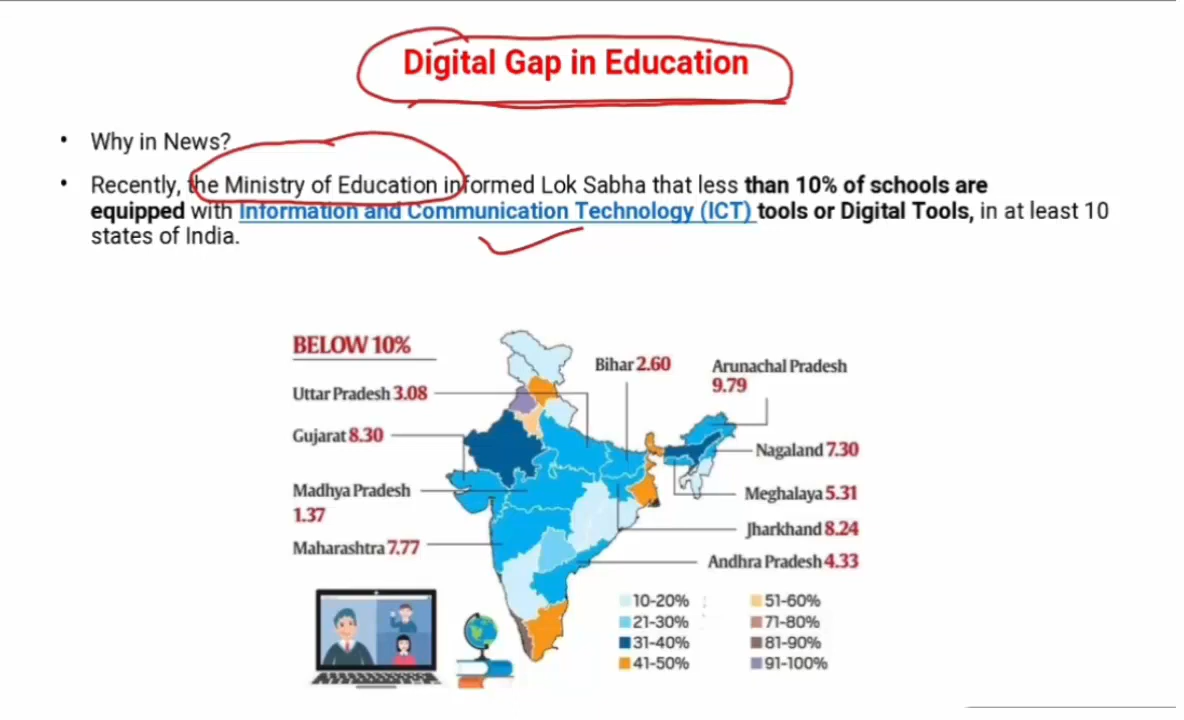 Digital Gap in Education
• Why in News?
• Recently, the Ministry of Education informed Lok Sabha that less than 10% of schools are
equipped with Information and Communication Technology (ICT) tools or Digital Tools, in at least 10
states of India.
BELOW 10%
Bihar 2.60
Arunachal Pradesh
9.79
Uttar Pradesh 3.08
Gujarat 8.30
Nagaland 7.30
Madhya Pradesh
1.37
Meghalaya 5.31
Jharkhand 8.24
Maharashtra 7.77
Andhra Pradesh 4.33
10-20%
21-30%
31-40%
41-50%
51-60%
71-80%
81-90%
91-100%